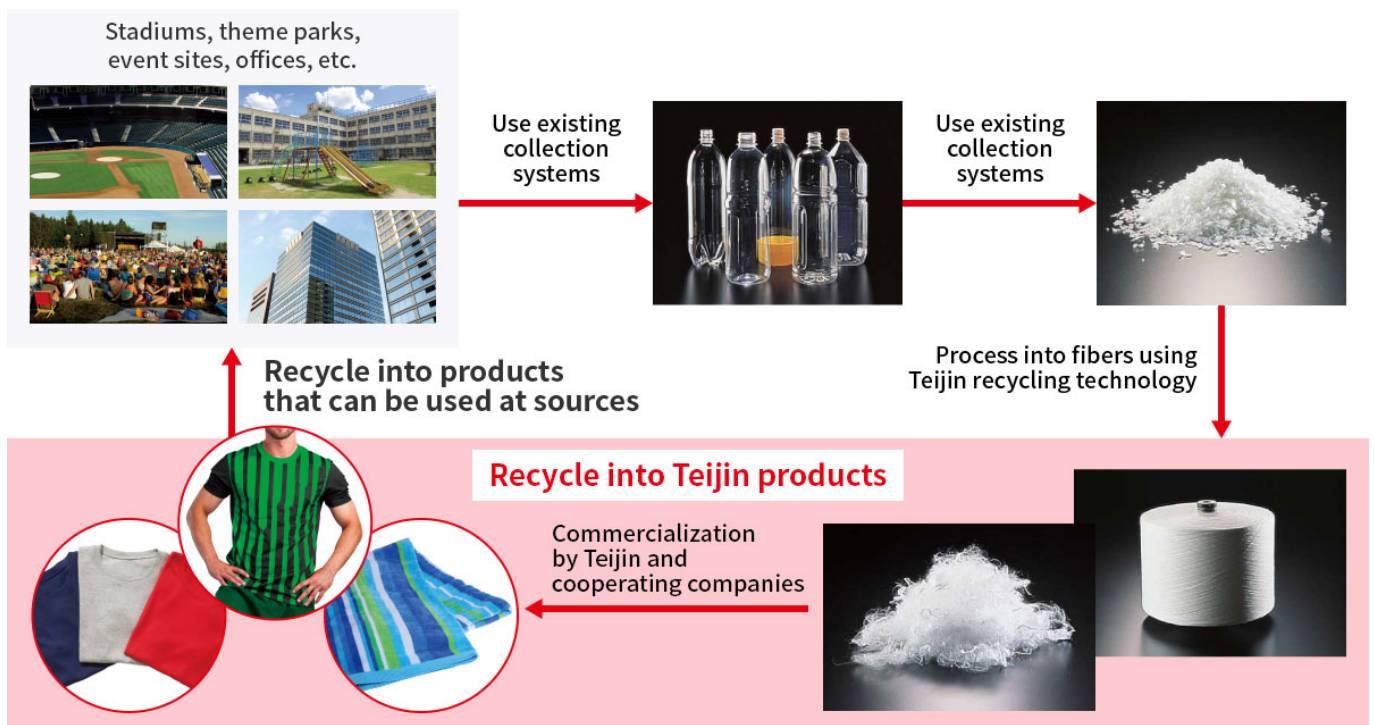 Stadiums, theme parks,
event sites, offices, etc.
Use existing
collection
systems
Use existing
collection
systems
Process into fibers using
Teijin recycling technology
Recycle into products
that can be used at sources
Recycle into Teijin products
Commercialization
by Teijin and
cooperating companies